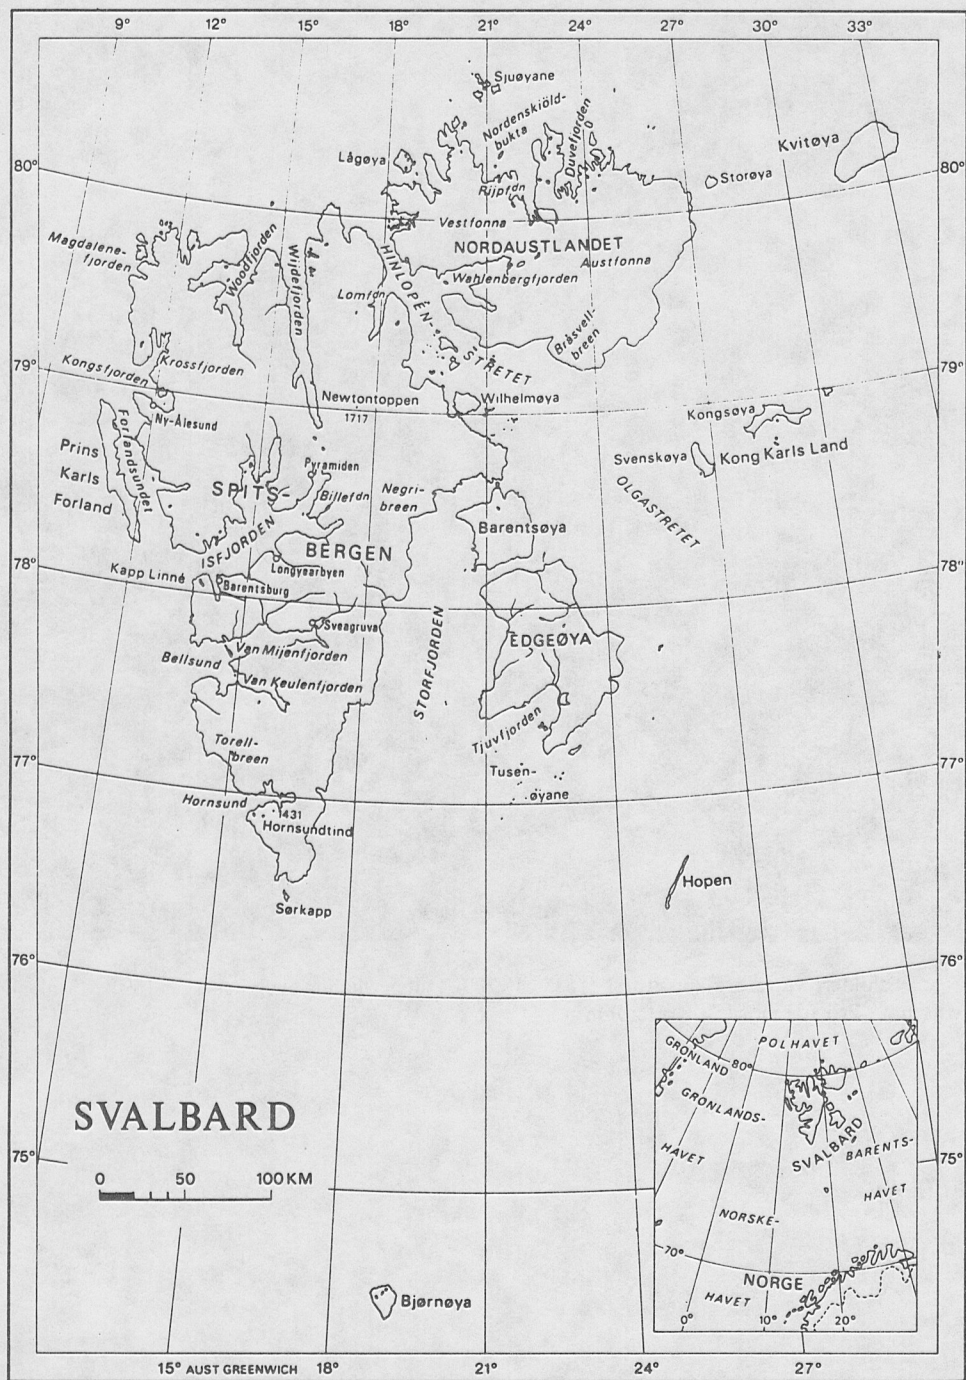 9° 12° 15° 18° 21° 24° 27° 30° 33°
Sjuøyane
Nordenskiöld-
bukta
Duvefjorden
Kvitøya
Lågøya
80°
80°
Storøya
Rijpfdn
Vestfonna
NORDAUSTLANDET
Austfonna
Magdalene-
fjorden
Woodfjorden
Wijdefjorden
HINLOPEN-
STRETET
Wahlenbergfjorden
Lomfdn
Bråsvell-
breen
79°
79°
Kongsfjorden
Krossfjorden
Newtontoppen
1717
Wilhelmøya
Kongsøya
Ny-Ålesund
Forlandsundet
Prins
Karls
Forland
Svenskøya
Kong Karls Land
OLGASTRETET
Pyramiden
SPITS-
BERGEN
Billefdn
Negri-
breen
Barentsøya
ISFJORDEN
78°
78°
Kapp Linné
Longyearbyen
Barentsburg
Sveagruva
EDGEØYA
STORFJORDEN
Van Mijenfjorden
Bellsund
Van Keulenfjorden
Tjuvfjorden
Torell-
breen
77°
77°
Tusen-
øyane
Hornsund
1431
Hornsundtind
Hopen
Sørkapp
76°
76°
SVALBARD
0 50 100 KM
75°
75°
Bjørnøya
GRØNLAND
80°
POLHAVET
GRØNLANDS-
HAVET
SVALBARD
BARENTS-
HAVET
NORSKE-
HAVET
70°
NORGE
0° 10° 20°
15° AUST GREENWICH 18° 21° 24° 27°